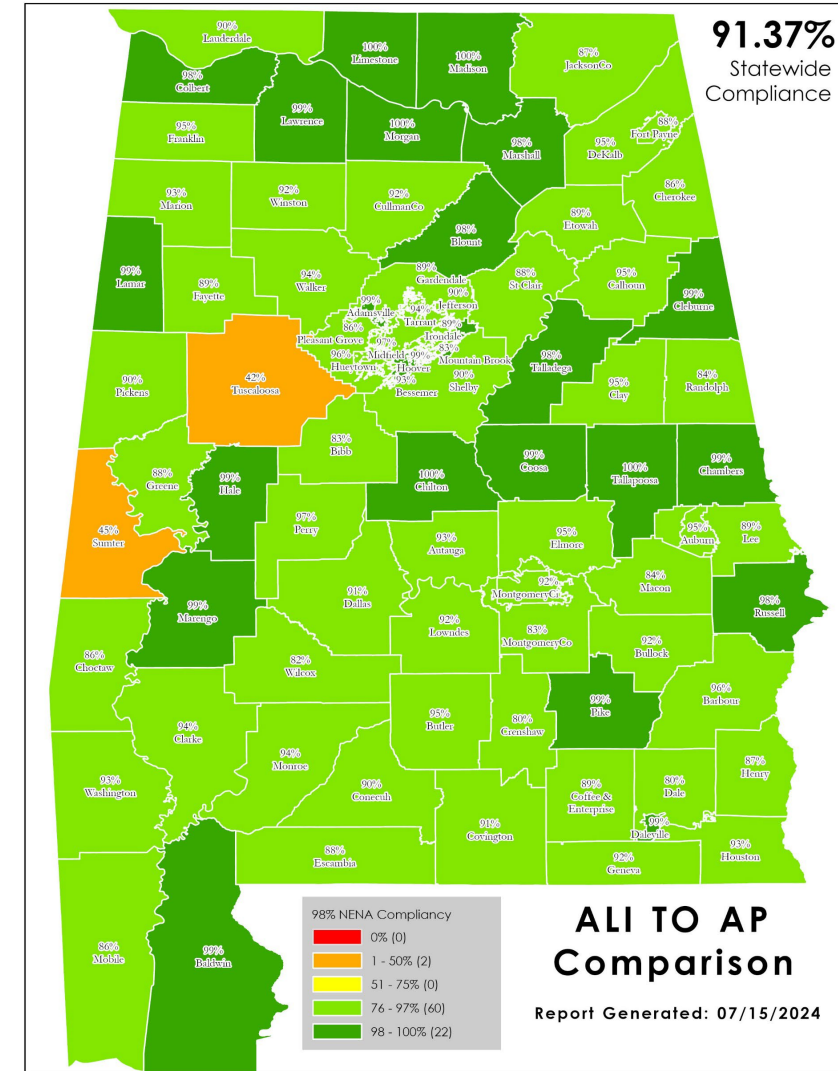 91.37%
Statewide
Compliance
90%
Lauderdale
100%
Limestone
100%
Madison
87%
JacksonCo
98%
Colbert
99%
Lawrence
100%
Morgan
98%
Marshall
88%
Fort Payne
95%
DeKalb
95%
Franklin
86%
Cherokee
93%
Marion
92%
Winston
92%
CullmanCo
89%
Etowah
98%
Blount
99%
Lamar
89%
Fayette
94%
Walker
89%
Gardendale
88%
St Clair
95%
Calhoun
99%
Cleburne
99%
Adamsville
90%
Jefferson
94%
Tarrant
89%
Irondale
86%
Pleasant Grove
97%
Midfield
83%
Mountain Brook
96%
Hueytown
99%
Hoover
93%
Bessemer
90%
Shelby
98%
Talladega
90%
Pickens
42%
Tuscaloosa
95%
Clay
84%
Randolph
83%
Bibb
88%
Greene
99%
Hale
100%
Chilton
99%
Coosa
100%
Tallapoosa
99%
Chambers
45%
Sumter
97%
Perry
93%
Autauga
95%
Elmore
95%
Auburn
89%
Lee
91%
Dallas
92%
MontgomeryCi
84%
Macon
98%
Russell
99%
Marengo
92%
Lowndes
83%
MontgomeryCo
92%
Bullock
86%
Choctaw
82%
Wilcox
96%
Barbour
94%
Clarke
95%
Butler
80%
Crenshaw
99%
Pike
94%
Monroe
87%
Henry
93%
Washington
90%
Conecuh
89%
Coffee &
Enterprise
80%
Dale
91%
Covington
99%
Daleville
93%
Houston
88%
Escambia
92%
Geneva
86%
Mobile
99%
Baldwin
98% NENA Compliancy
0% (0)
1 - 50% (2)
51 - 75% (0)
76 - 97% (60)
98 - 100% (22)
ALI TO AP
Comparison
Report Generated: 07/15/2024